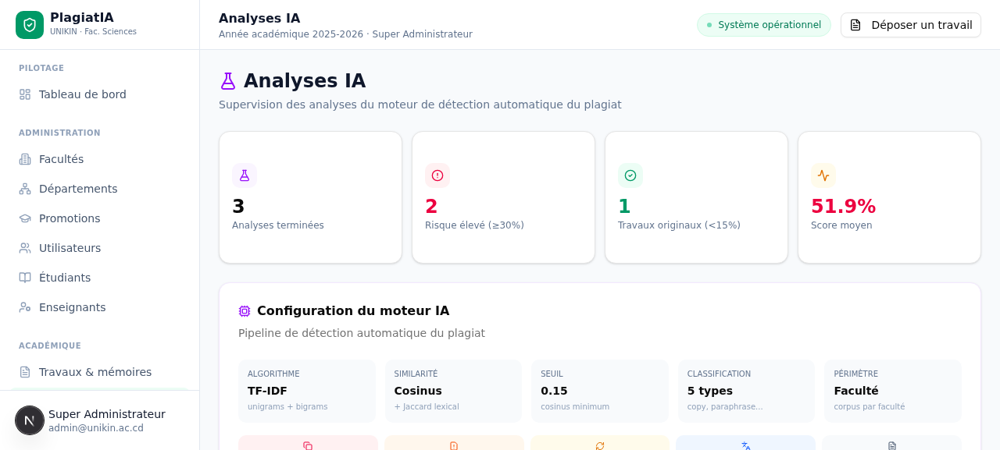 PlagiatIA
UNIKIN · Fac. Sciences
PILOTAGE
Tableau de bord
ADMINISTRATION
Facultés
Départements
Promotions
Utilisateurs
Étudiants
Enseignants
ACADÉMIQUE
Travaux & mémoires
N
Super Administrateur
admin@unikin.ac.cd
Analyses IA
Année académique 2025-2026 · Super Administrateur
Système opérationnel
Déposer un travail
Analyses IA
Supervision des analyses du moteur de détection automatique du plagiat
3
Analyses terminées
2
Risque élevé (≥30%)
1
Travaux originaux (<15%)
51.9%
Score moyen
Configuration du moteur IA
Pipeline de détection automatique du plagiat
ALGORITHME
TF-IDF
unigrams + bigrams
SIMILARITÉ
Cosinus
+ Jaccard lexical
SEUIL
0.15
cosinus minimum
CLASSIFICATION
5 types
copy, paraphrase...
PÉRIMÈTRE
Faculté
corpus par faculté